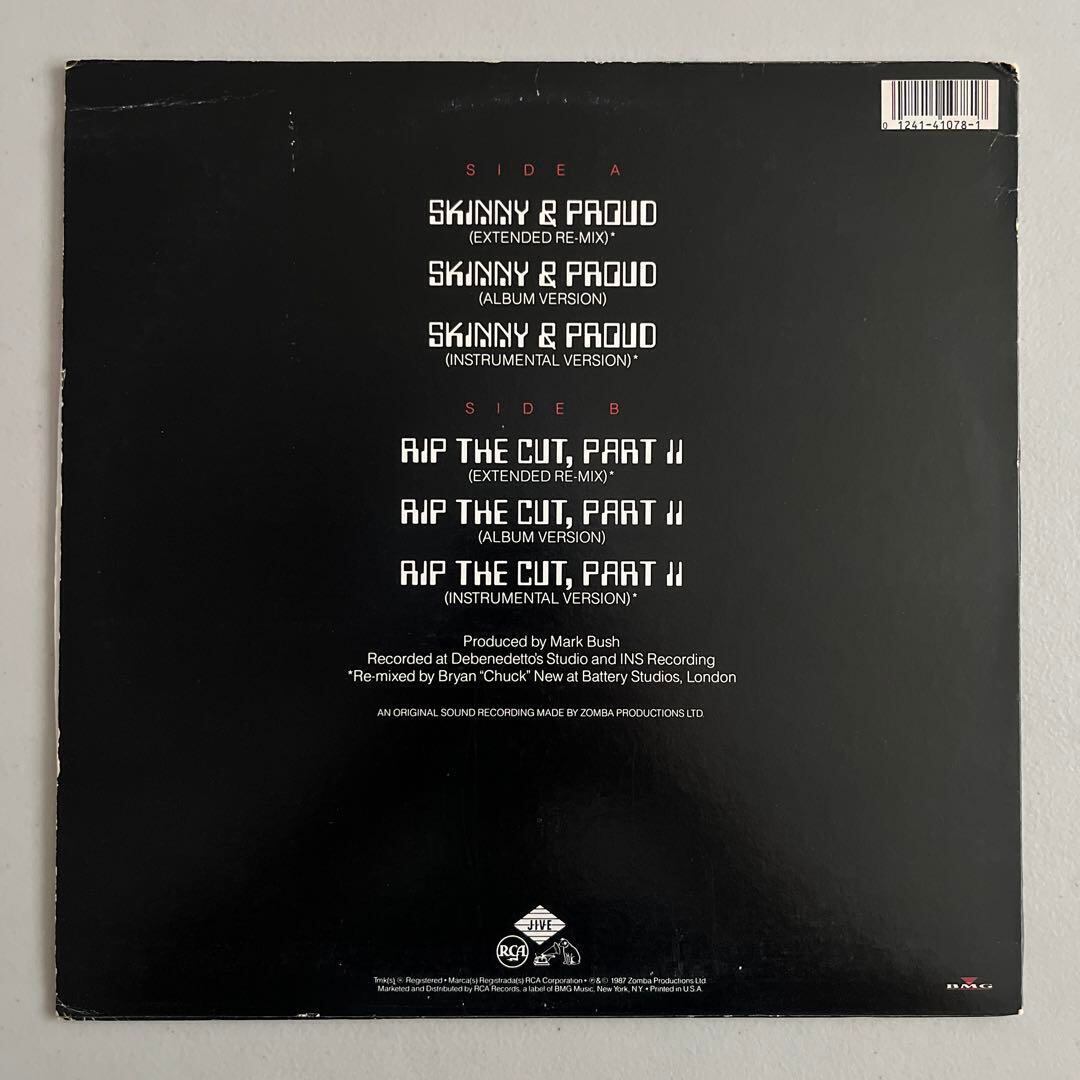 0 1241-41078-1
SIDE A
SKINNY & PROUD
(EXTENDED RE-MIX)*
SKINNY & PROUD
(ALBUM VERSION)
SKINNY & PROUD
(INSTRUMENTAL VERSION)*
SIDE B
RIP THE CUT, PART II
(EXTENDED RE-MIX)*
RIP THE CUT, PART II
(ALBUM VERSION)
RIP THE CUT, PART II
(INSTRUMENTAL VERSION)*
Produced by Mark Bush
Recorded at Debenedetto's Studio and INS Recording
*Re-mixed by Bryan "Chuck" New at Battery Studios, London
AN ORIGINAL SOUND RECORDING MADE BY ZOMBA PRODUCTIONS LTD.
JIVE
RCA
Tmk(s) ® Registered • Marca(s) Registrada(s) RCA Corporation • ℗&© 1987 Zomba Productions Ltd.
Marketed and Distributed by RCA Records, a label of BMG Music, New York, N.Y. • Printed in U.S.A.
BMG